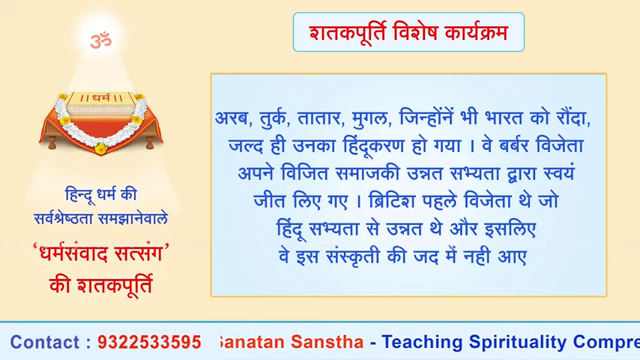 ॐ
शतकपूर्ति विशेष कार्यक्रम
॥धर्म॥
अरब, तुर्क, तातार, मुगल, जिन्होंनें भी भारत को रौंदा,
जल्द ही उनका हिंदूकरण हो गया । वे बर्बर विजेता
अपने विजित समाजकी उन्नत सभ्यता द्वारा स्वयं
जीत लिए गए । ब्रिटिश पहले विजेता थे जो
हिंदू सभ्यता से उन्नत थे और इसलिए
वे इस संस्कृती की जद में नही आए
हिन्दू धर्म की
सर्वश्रेष्ठता समझानेवाले
‘धर्मसंवाद सत्संग’
की शतकपूर्ति
Contact : 9322533595 Sanatan Sanstha - Teaching Spirituality